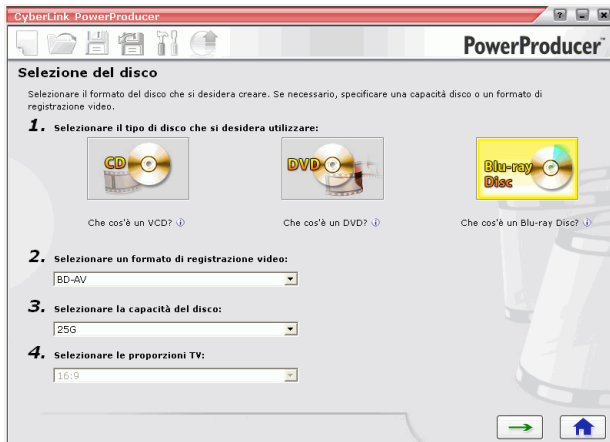 CyberLink PowerProducer
PowerProducer™
Selezione del disco
Selezionare il formato del disco che si desidera creare. Se necessario, specificare una capacità disco o un formato di
registrazione video.
1. Selezionare il tipo di disco che si desidera utilizzare:
CD
DVD
Blu-ray
Disc
Che cos'è un VCD?
Che cos'è un DVD?
Che cos'è un Blu-ray Disc?
2. Selezionare un formato di registrazione video:
BD-AV
3. Selezionare la capacità del disco:
25G
4. Selezionare le proporzioni TV:
16:9